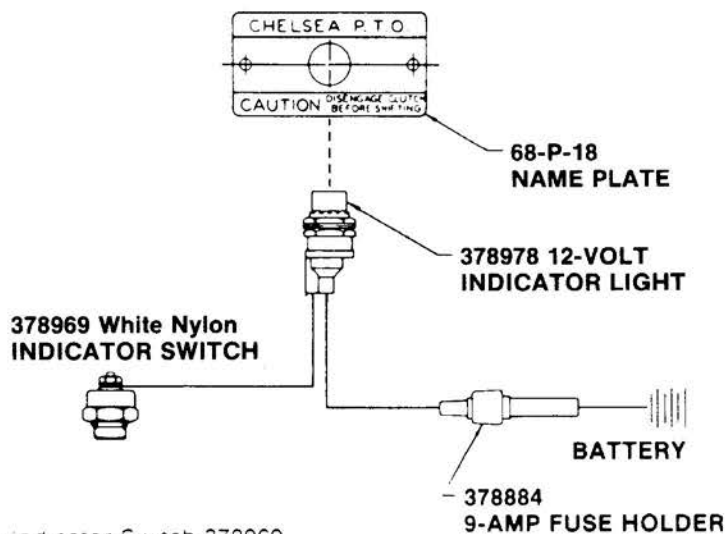 CHELSEA P.T.O.
CAUTION DISENGAGE CLUTCH
BEFORE SHIFTING
68-P-18
NAME PLATE
378978 12-VOLT
INDICATOR LIGHT
378969 White Nylon
INDICATOR SWITCH
BATTERY
378884
9-AMP FUSE HOLDER